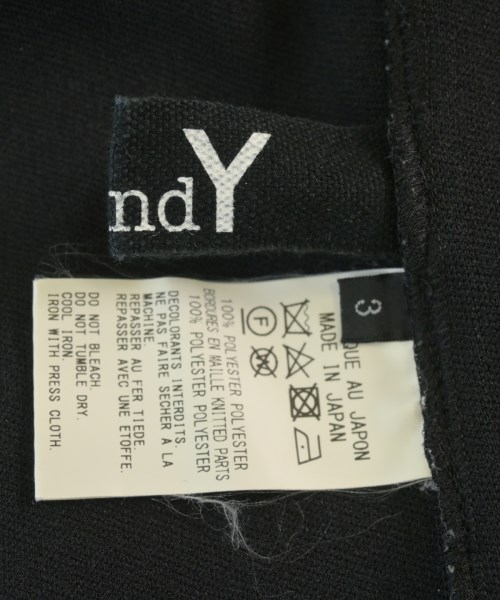 ndY
3
QUE AU JAPON
MADE IN JAPAN
F
W
100% POLYESTER POLYESTER
BORDURES EN MAILLE KNITTED PARTS
100% POLYESTER POLYESTER
DECOLORANTS INTERDITS.
NE PAS FAIRE SECHER A LA
MACHINE.
REPASSER AU FER TIEDE.
REPASSER AVEC UNE ETOFFE.
DO NOT BLEACH.
DO NOT TUMBLE DRY.
COOL IRON.
IRON WITH PRESS CLOTH.